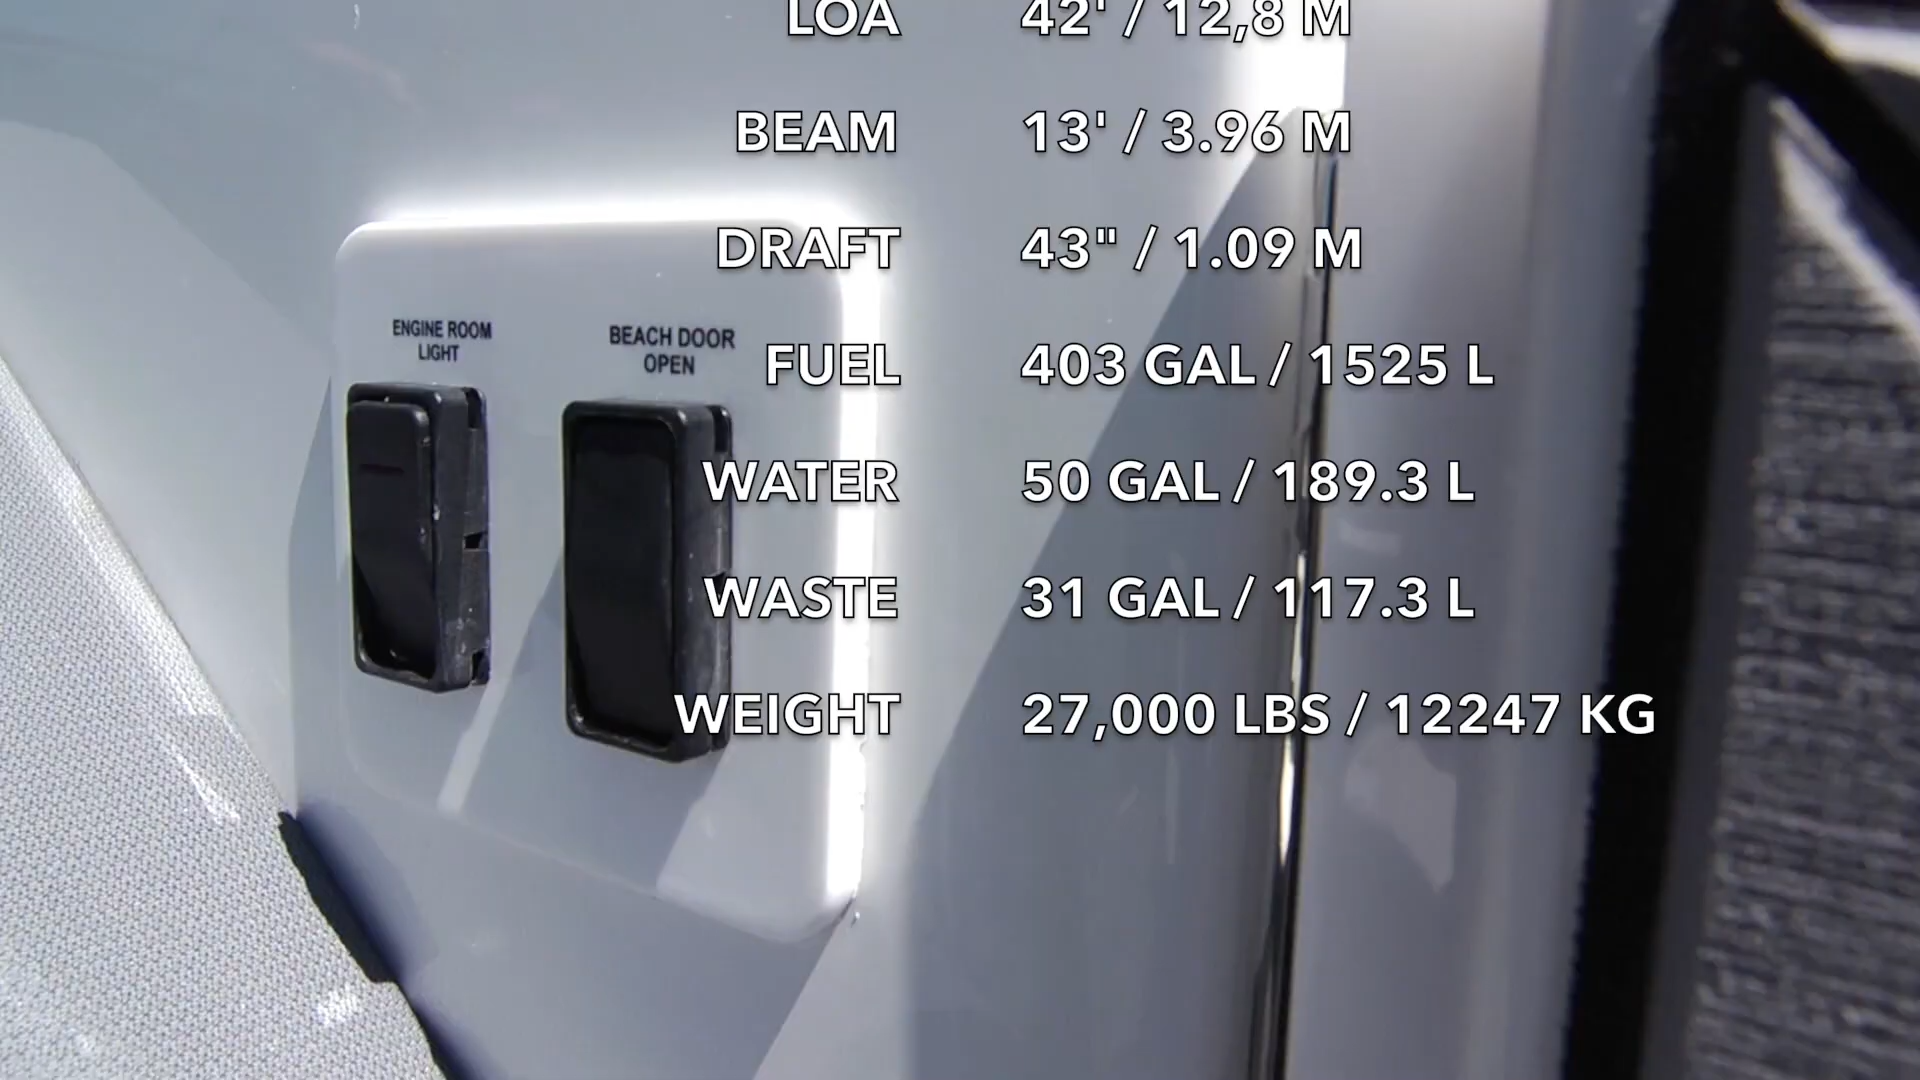 LOA 42' / 12,8 M
BEAM 13' / 3.96 M
DRAFT 43" / 1.09 M
ENGINE ROOM
LIGHT
BEACH DOOR
OPEN
FUEL 403 GAL / 1525 L
WATER 50 GAL / 189.3 L
WASTE 31 GAL / 117.3 L
WEIGHT 27,000 LBS / 12247 KG